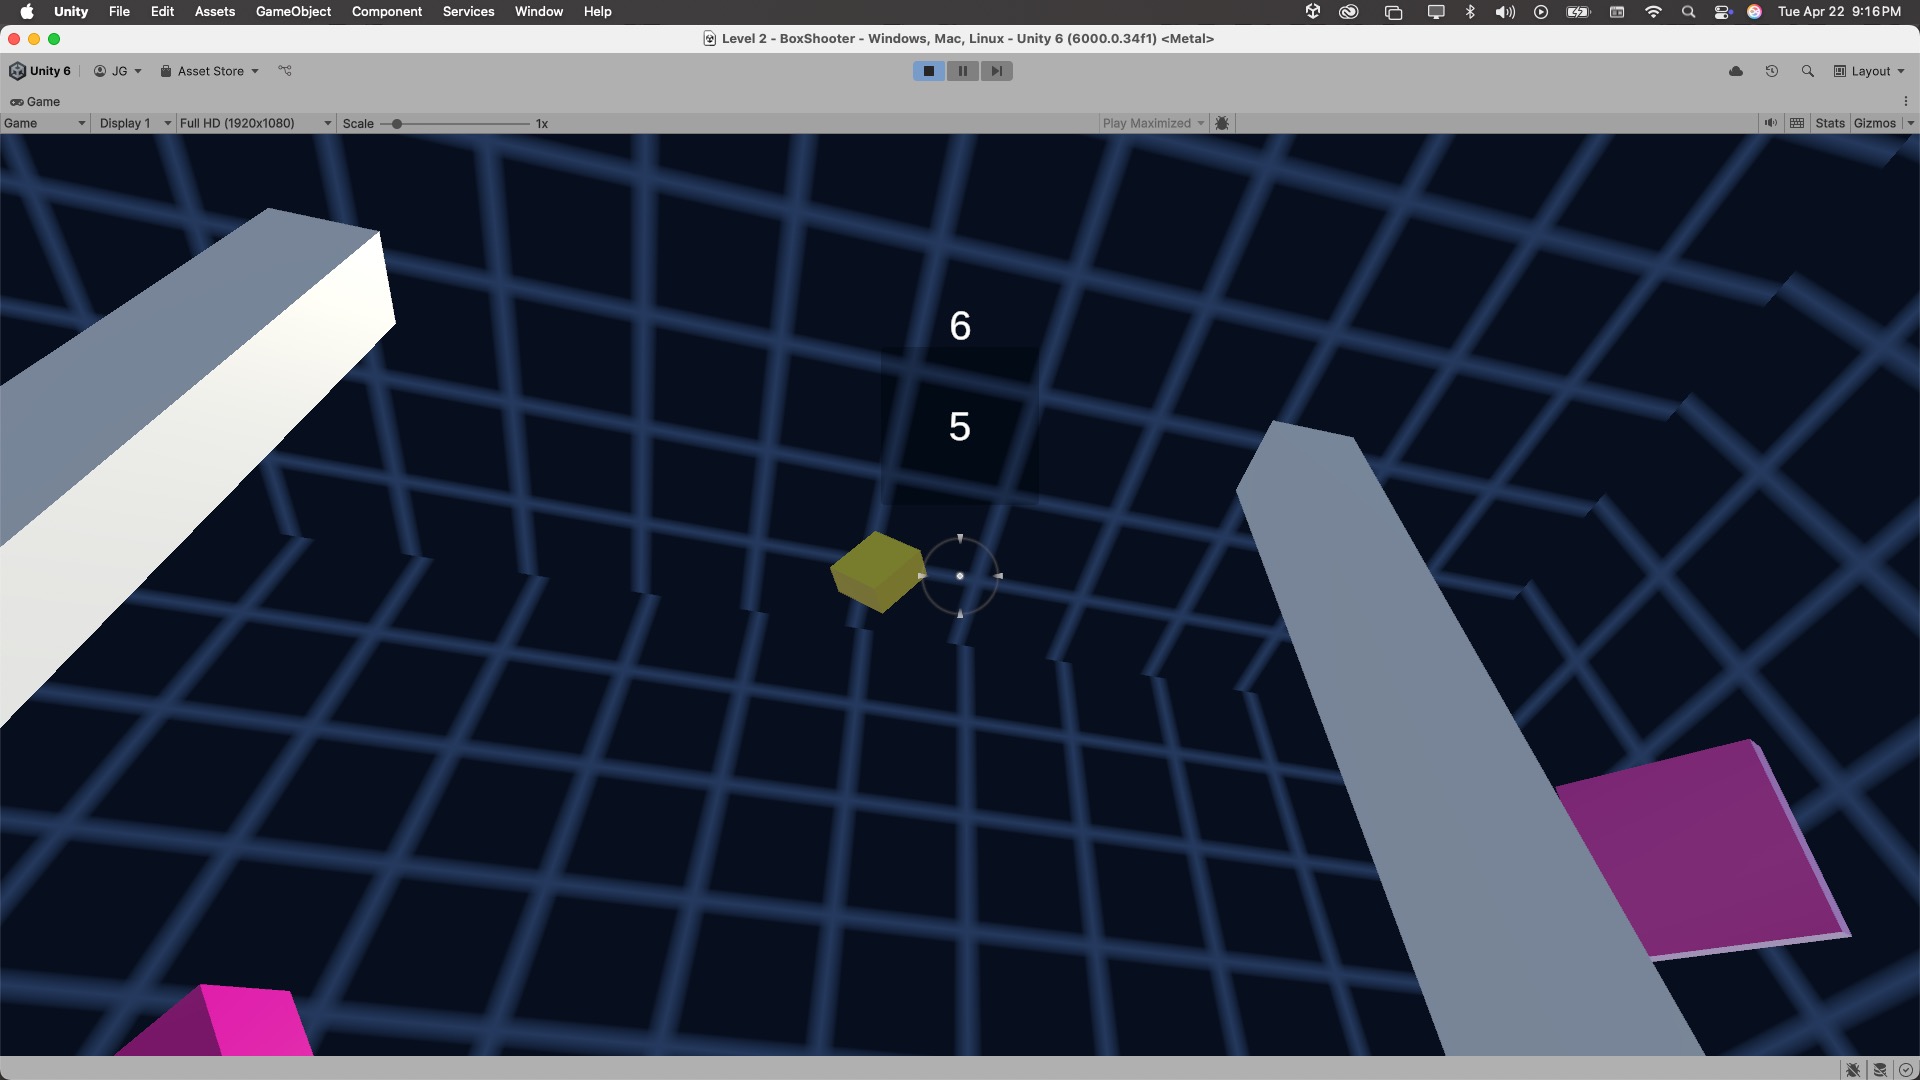 Unity File Edit Assets GameObject Component Services Window Help Tue Apr 22 9:16 PM
Level 2 - BoxShooter - Windows, Mac, Linux - Unity 6 (6000.0.34f1) <Metal>
Unity 6 JG Asset Store Layout
Game
Game Display 1 Full HD (1920x1080) Scale 1x Play Maximized Stats Gizmos
6
5